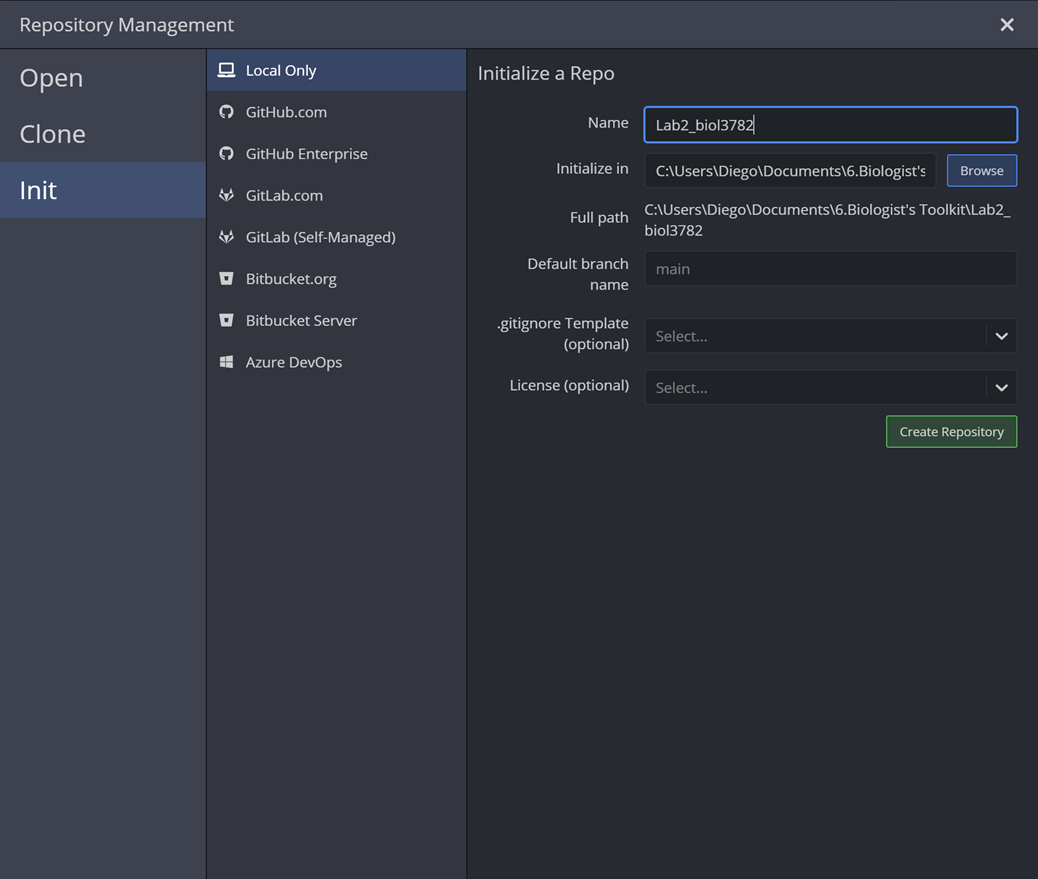 Repository Management
Open
Clone
Init
Local Only
GitHub.com
GitHub Enterprise
GitLab.com
GitLab (Self-Managed)
Bitbucket.org
Bitbucket Server
Azure DevOps
Initialize a Repo
Name
Lab2_biol3782
Initialize in
C:\Users\Diego\Documents\6.Biologist's
Browse
Full path
C:\Users\Diego\Documents\6.Biologist's Toolkit\Lab2_
biol3782
Default branch
name
main
.gitignore Template
(optional)
Select...
License (optional)
Select...
Create Repository